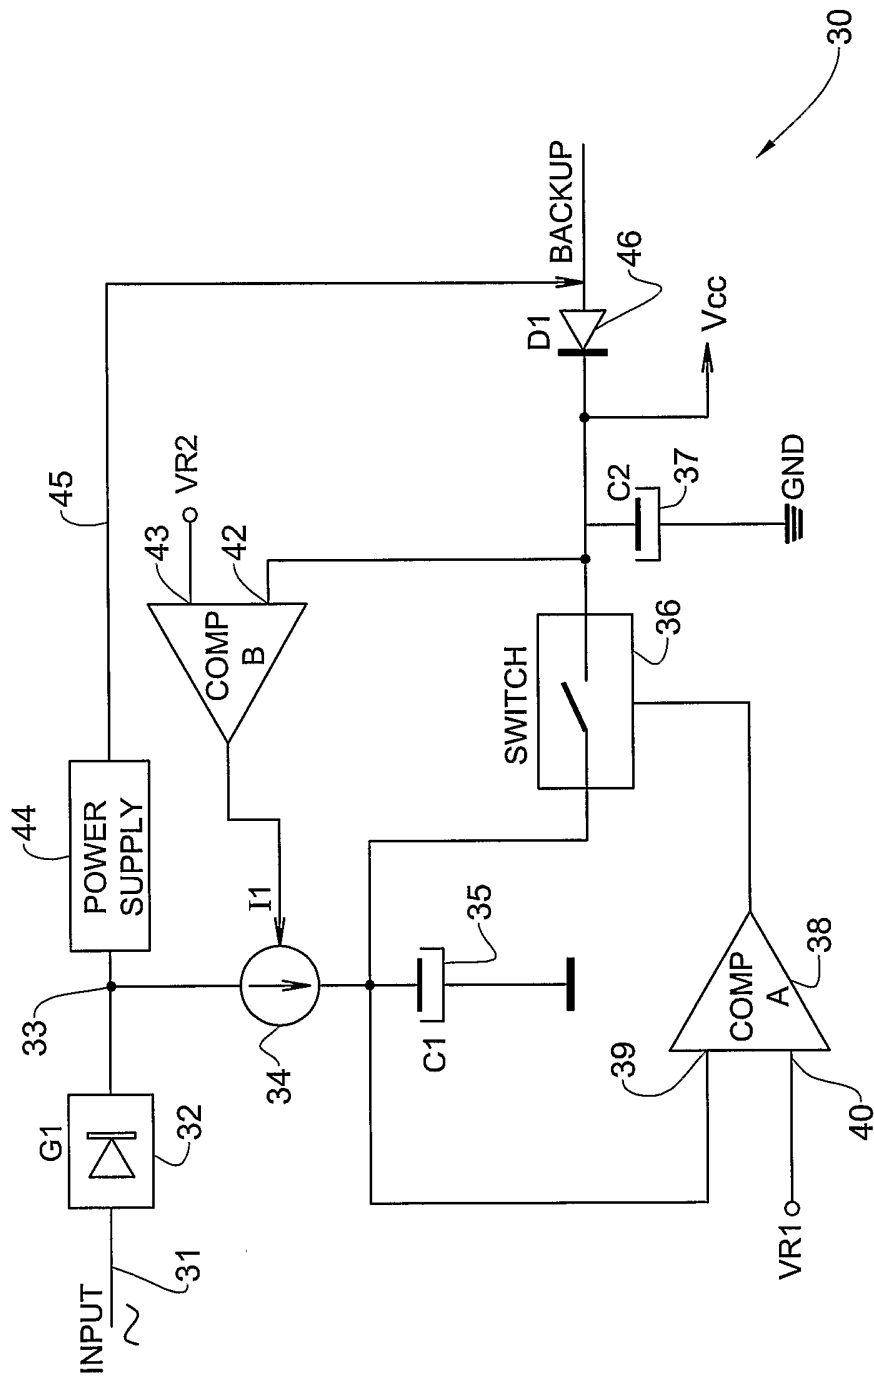 30
BACKUP
46
D1
Vcc
45
VR2
43
42
COMP
B
C2
37
GND
SWITCH
36
44
POWER
SUPPLY
I1
33
34
C1
35
COMP
A
38
39
40
VR1
G1
32
INPUT
~
31